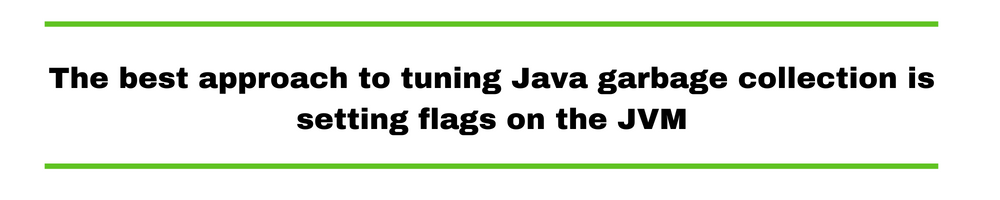 The best approach to tuning Java garbage collection is
setting flags on the JVM